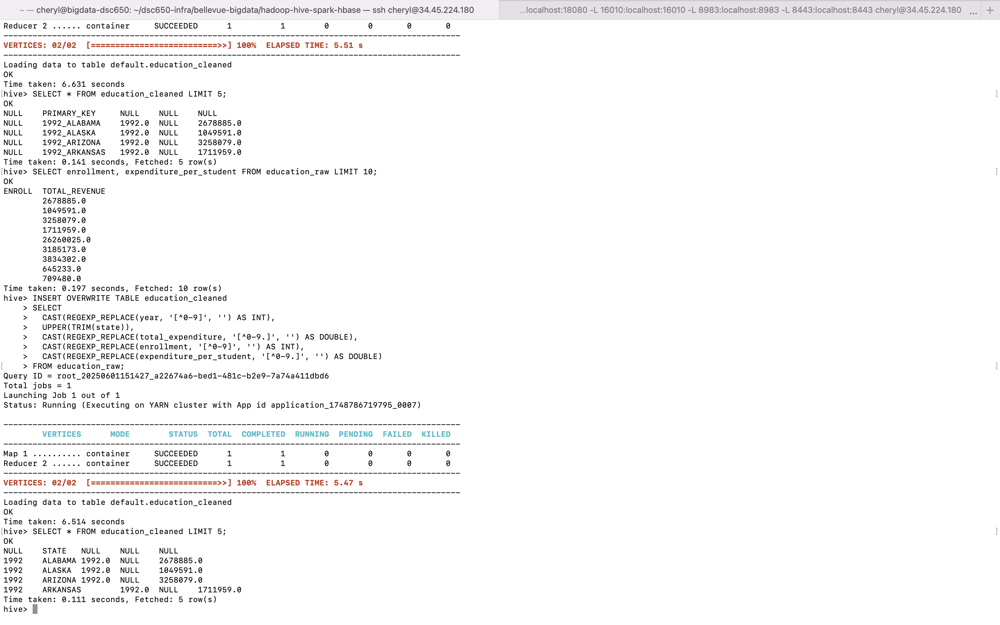 ~ — cheryl@bigdata-dsc650: ~/dsc650-infra/bellevue-bigdata/hadoop-hive-spark-hbase — ssh cheryl@34.45.224.180
...localhost:18080 -L 16010:localhost:16010 -L 8983:localhost:8983 -L 8443:localhost:8443 cheryl@34.45.224.180 ... +
Reducer 2 ...... container     SUCCEEDED      1          1        0        0       0       0
----------------------------------------------------------------------------------------------
VERTICES: 02/02  [==========================>>] 100%  ELAPSED TIME: 5.51 s
----------------------------------------------------------------------------------------------
Loading data to table default.education_cleaned
OK
Time taken: 6.631 seconds
[hive> SELECT * FROM education_cleaned LIMIT 5; ]
OK
NULL    PRIMARY_KEY     NULL    NULL    NULL
NULL    1992_ALABAMA    1992.0  NULL    2678885.0
NULL    1992_ALASKA     1992.0  NULL    1049591.0
NULL    1992_ARIZONA    1992.0  NULL    3258079.0
NULL    1992_ARKANSAS   1992.0  NULL    1711959.0
Time taken: 0.141 seconds, Fetched: 5 row(s)
[hive> SELECT enrollment, expenditure_per_student FROM education_raw LIMIT 10; ]
OK
ENROLL  TOTAL_REVENUE
        2678885.0
        1049591.0
        3258079.0
        1711959.0
        26260025.0
        3185173.0
        3834302.0
        645233.0
        709480.0
Time taken: 0.197 seconds, Fetched: 10 row(s)
hive> INSERT OVERWRITE TABLE education_cleaned
    > SELECT
    >   CAST(REGEXP_REPLACE(year, '[^0-9]', '') AS INT),
    >   UPPER(TRIM(state)),
    >   CAST(REGEXP_REPLACE(total_expenditure, '[^0-9.]', '') AS DOUBLE),
    >   CAST(REGEXP_REPLACE(enrollment, '[^0-9]', '') AS INT),
    >   CAST(REGEXP_REPLACE(expenditure_per_student, '[^0-9.]', '') AS DOUBLE)
[    > FROM education_raw; ]
Query ID = root_20250601151427_a22674a6-bed1-481c-b2e9-7a74a411dbd6
Total jobs = 1
Launching Job 1 out of 1
Status: Running (Executing on YARN cluster with App id application_1748786719795_0007)
----------------------------------------------------------------------------------------------
        VERTICES      MODE        STATUS  TOTAL  COMPLETED  RUNNING  PENDING  FAILED  KILLED
----------------------------------------------------------------------------------------------
Map 1 .......... container     SUCCEEDED      1          1        0        0       0       0
Reducer 2 ...... container     SUCCEEDED      1          1        0        0       0       0
----------------------------------------------------------------------------------------------
VERTICES: 02/02  [==========================>>] 100%  ELAPSED TIME: 5.47 s
----------------------------------------------------------------------------------------------
Loading data to table default.education_cleaned
OK
Time taken: 6.514 seconds
[hive> SELECT * FROM education_cleaned LIMIT 5; ]
OK
NULL    STATE   NULL    NULL    NULL
1992    ALABAMA 1992.0  NULL    2678885.0
1992    ALASKA  1992.0  NULL    1049591.0
1992    ARIZONA 1992.0  NULL    3258079.0
1992    ARKANSAS        1992.0  NULL    1711959.0
Time taken: 0.111 seconds, Fetched: 5 row(s)
hive>